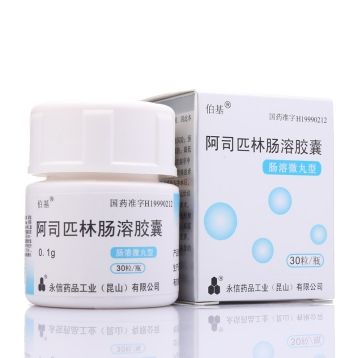 伯基®
国药准字H19990212
阿司匹林肠溶胶囊
肠溶微丸型
0.1g
30粒/瓶
永信药品工业（昆山）有限公司
伯基®
国药准字H19990212
阿司匹林肠溶胶囊
肠溶微丸型
30粒/瓶
永信药品工业（昆山）有限公司